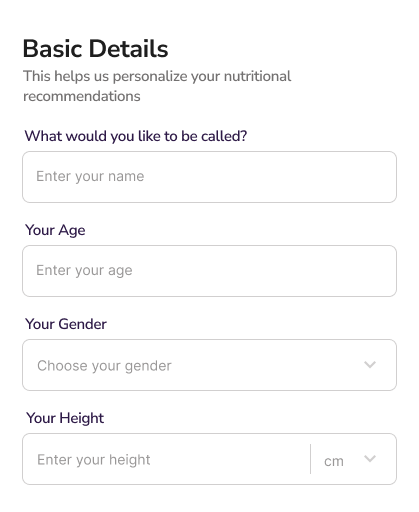 Basic Details
This helps us personalize your nutritional
recommendations
What would you like to be called?
Enter your name
Your Age
Enter your age
Your Gender
Choose your gender
Your Height
Enter your height cm